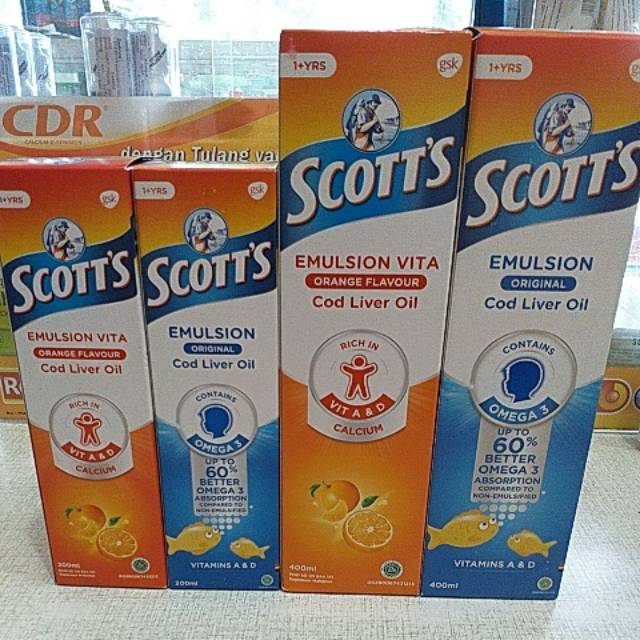 CDR
dengan Tulang
1+YRS
gsk
SCOTT'S
EMULSION VITA
ORANGE FLAVOUR
Cod Liver Oil
RICH IN
VIT A & D
CALCIUM
200ml
1+YRS
gsk
SCOTT'S
EMULSION
ORIGINAL
Cod Liver Oil
CONTAINS
OMEGA 3
UP TO
60%
BETTER
OMEGA 3
ABSORPTION
COMPARED TO
NON-EMULSIFIED
VITAMINS A & D
200ml
1+YRS
gsk
SCOTT'S
EMULSION VITA
ORANGE FLAVOUR
Cod Liver Oil
RICH IN
VIT A & D
CALCIUM
400ml
1+YRS
gsk
SCOTT'S
EMULSION
ORIGINAL
Cod Liver Oil
CONTAINS
OMEGA 3
UP TO
60%
BETTER
OMEGA 3
ABSORPTION
COMPARED TO
NON-EMULSIFIED
VITAMINS A & D
400ml